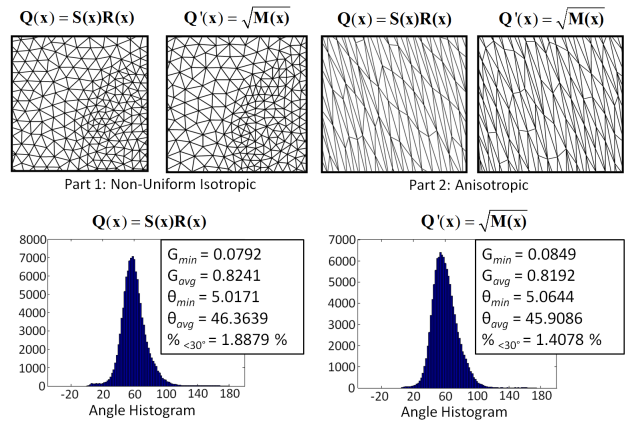 Q(x) = S(x)R(x)
Q'(x) = √M(x)
Q(x) = S(x)R(x)
Q'(x) = √M(x)
Part 1: Non-Uniform Isotropic
Part 2: Anisotropic
Q(x) = S(x)R(x)
8000
7000
6000
5000
4000
3000
2000
1000
0
-20 20 60 100 140 180
Angle Histogram
G_min = 0.0792
G_avg = 0.8241
θ_min = 5.0171
θ_avg = 46.3639
% <30° = 1.8879 %
Q'(x) = √M(x)
7000
6000
5000
4000
3000
2000
1000
0
-20 20 60 100 140 180
Angle Histogram
G_min = 0.0849
G_avg = 0.8192
θ_min = 5.0644
θ_avg = 45.9086
% <30° = 1.4078 %